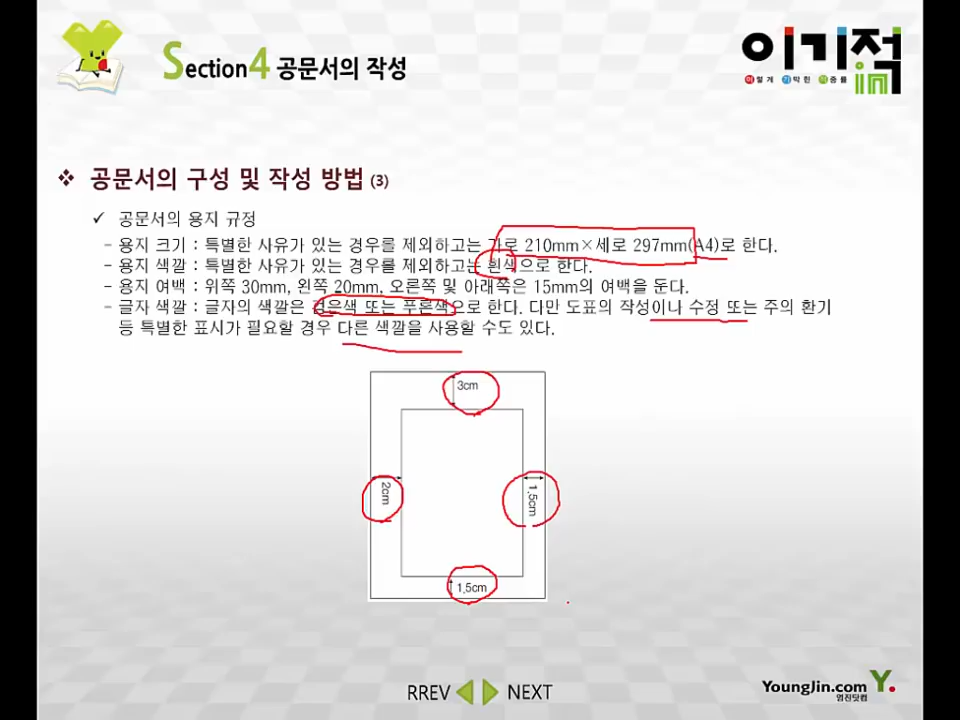 Section4 공문서의 작성
이기적in
이렇게 기막힌 적중률
❖ 공문서의 구성 및 작성 방법 (3)
✓ 공문서의 용지 규정
- 용지 크기 : 특별한 사유가 있는 경우를 제외하고는 가로 210mm×세로 297mm(A4)로 한다.
- 용지 색깔 : 특별한 사유가 있는 경우를 제외하고는 흰색으로 한다.
- 용지 여백 : 위쪽 30mm, 왼쪽 20mm, 오른쪽 및 아래쪽은 15mm의 여백을 둔다.
- 글자 색깔 : 글자의 색깔은 검은색 또는 푸른색으로 한다. 다만 도표의 작성이나 수정 또는 주의 환기
등 특별한 표시가 필요할 경우 다른 색깔을 사용할 수도 있다.
3cm
2cm
1.5cm
1.5cm
RREV NEXT
YoungJin.com Y.
영진닷컴